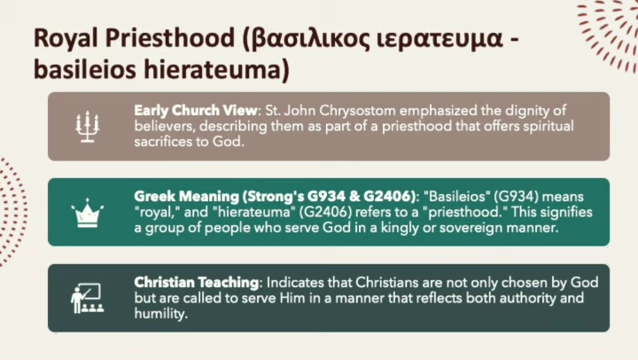 Royal Priesthood (βασιλικος ιερατευμα -
basileios hierateuma)
Early Church View: St. John Chrysostom emphasized the dignity of
believers, describing them as part of a priesthood that offers spiritual
sacrifices to God.
Greek Meaning (Strong's G934 & G2406): "Basileios" (G934) means
"royal," and "hierateuma" (G2406) refers to a "priesthood." This signifies
a group of people who serve God in a kingly or sovereign manner.
Christian Teaching: Indicates that Christians are not only chosen by God
but are called to serve Him in a manner that reflects both authority and
humility.